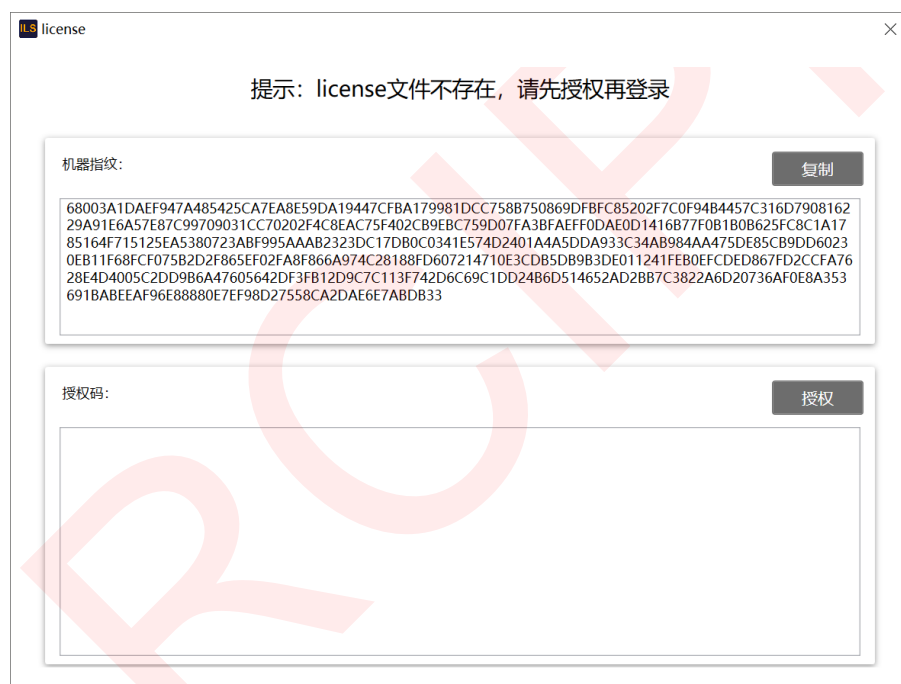 ILS license
提示：license文件不存在，请先授权再登录
机器指纹：
复制
68003A1DAEF947A485425CA7EA8E59DA19447CFBA179981DCC758B750869DFBFC85202F7C0F94B4457C316D7908162
29A91E6A57E87C99709031CC70202F4C8EAC75F402CB9EBC759D07FA3BFAEFF0DAE0D1416B77F0B1B0B625FC8C1A17
85164F715125EA5380723ABF995AAAB2323DC17DB0C0341E574D2401A4A5DDA933C34AB984AA475DE85CB9DD6023
0EB11F68FCF075B2D2F865EF02FA8F866A974C28188FD607214710E3CDB5DB9B3DE011241FEB0EFCDED867FD2CCFA76
28E4D4005C2DD9B6A47605642DF3FB12D9C7C113F742D6C69C1DD24B6D514652AD2BB7C3822A6D20736AF0E8A353
691BABEEAF96E88880E7EF98D27558CA2DAE6E7ABDB33
授权码：
授权